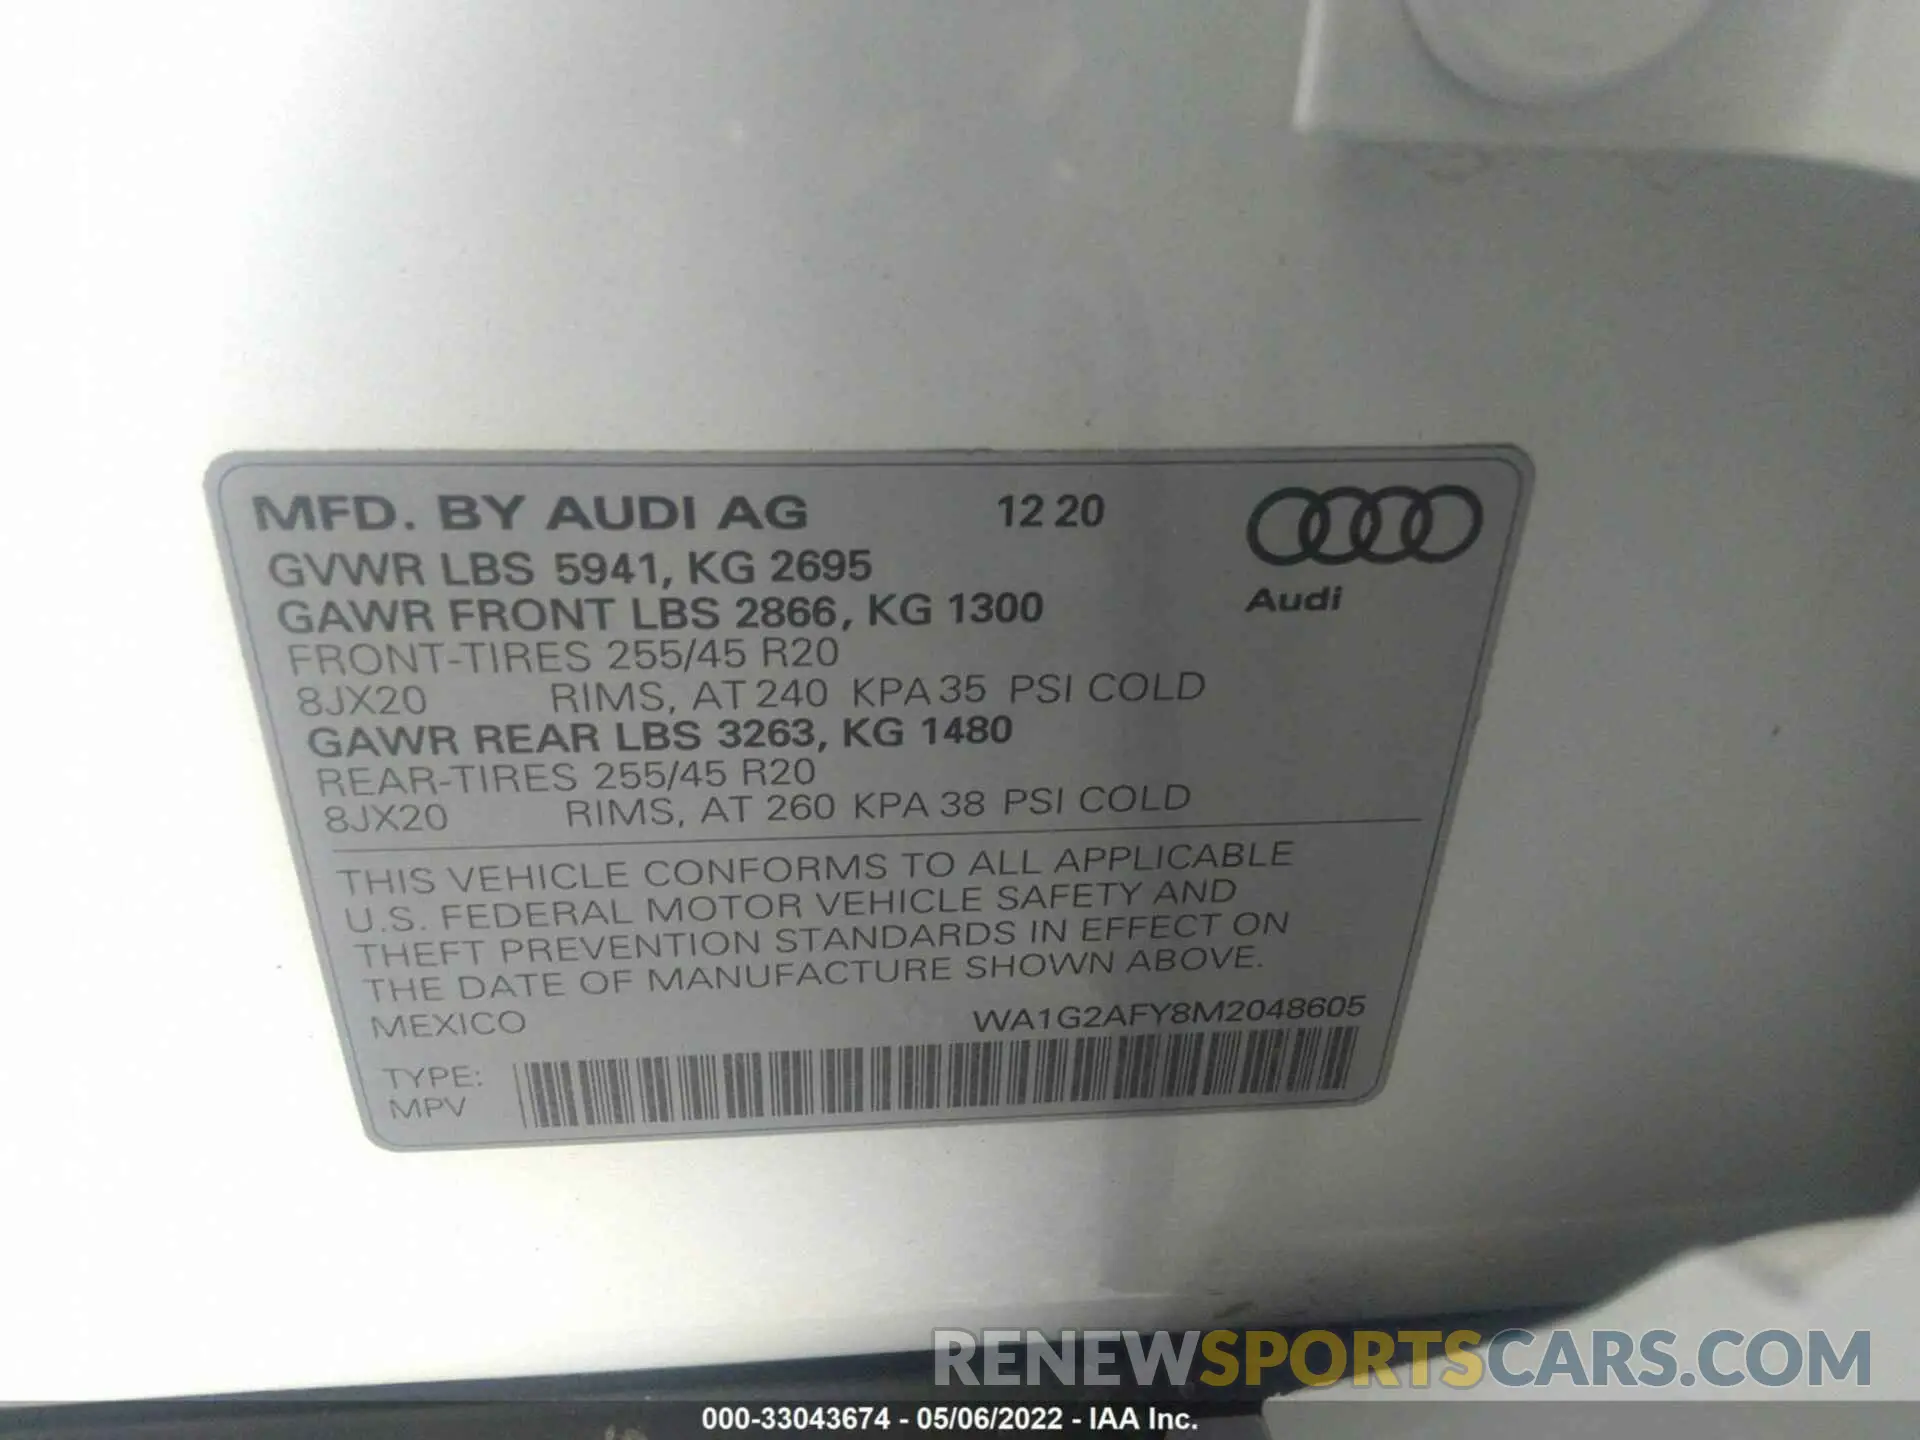 MFD. BY AUDI AG 12 20
Audi
GVWR LBS 5941, KG 2695
GAWR FRONT LBS 2866, KG 1300
FRONT-TIRES 255/45 R20
8JX20 RIMS, AT 240 KPA 35 PSI COLD
GAWR REAR LBS 3263, KG 1480
REAR-TIRES 255/45 R20
8JX20 RIMS, AT 260 KPA 38 PSI COLD
THIS VEHICLE CONFORMS TO ALL APPLICABLE
U.S. FEDERAL MOTOR VEHICLE SAFETY AND
THEFT PREVENTION STANDARDS IN EFFECT ON
THE DATE OF MANUFACTURE SHOWN ABOVE.
MEXICO WA1G2AFY8M2048605
TYPE:
MPV
RENEWSPORTSCARS.COM
000-33043674 - 05/06/2022 - IAA Inc.